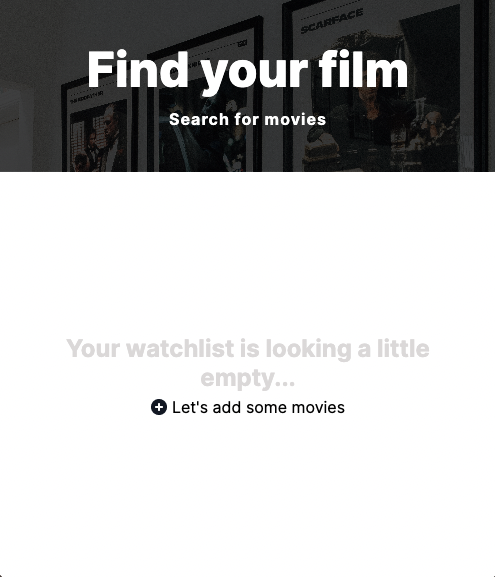 SCARFACE
Find your film
Search for movies
Your watchlist is looking a little
empty...
Let's add some movies